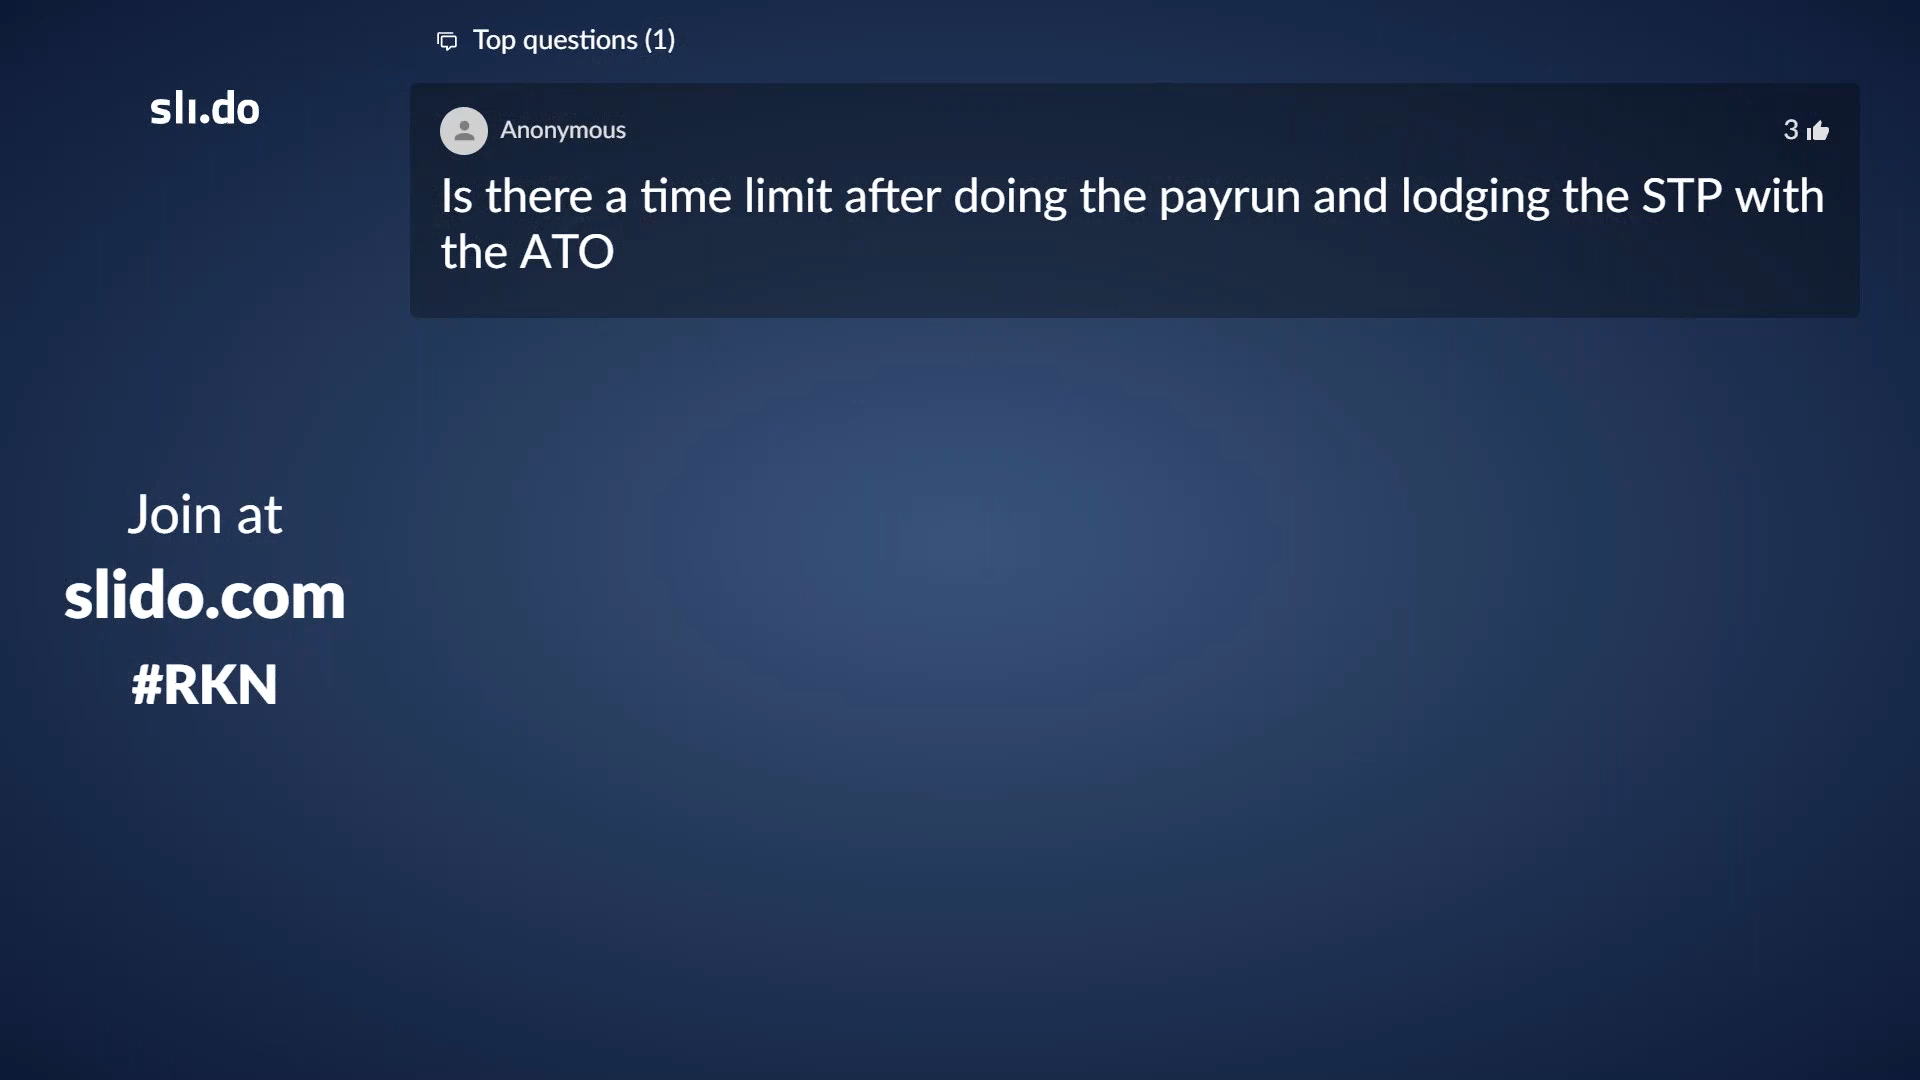 Top questions (1)
slı.do
Anonymous
3
Is there a time limit after doing the payrun and lodging the STP with
the ATO
Join at
slido.com
#RKN